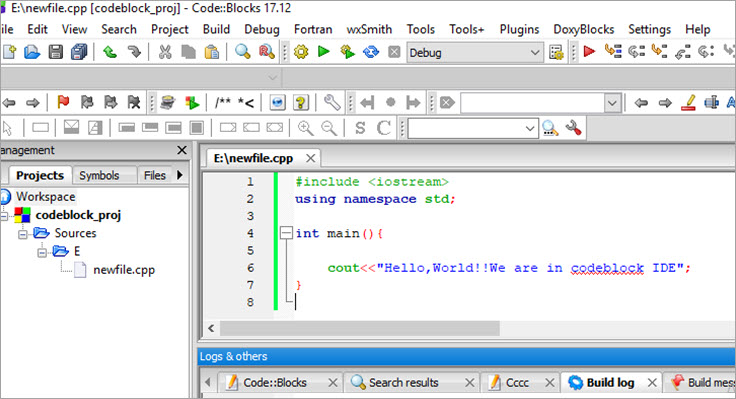 E:\newfile.cpp [codeblock_proj] - Code::Blocks 17.12
File Edit View Search Project Build Debug Fortran wxSmith Tools Tools+ Plugins DoxyBlocks Settings Help
Debug
/** *<
S C
anagement
Projects Symbols Files
Workspace
codeblock_proj
Sources
E
newfile.cpp
E:\newfile.cpp
1 #include <iostream>
2 using namespace std;
3
4 int main(){
5
6 cout<<"Hello,World!!We are in codeblock IDE";
7 }
8
Logs & others
Code::Blocks Search results Cccc Build log Build mes